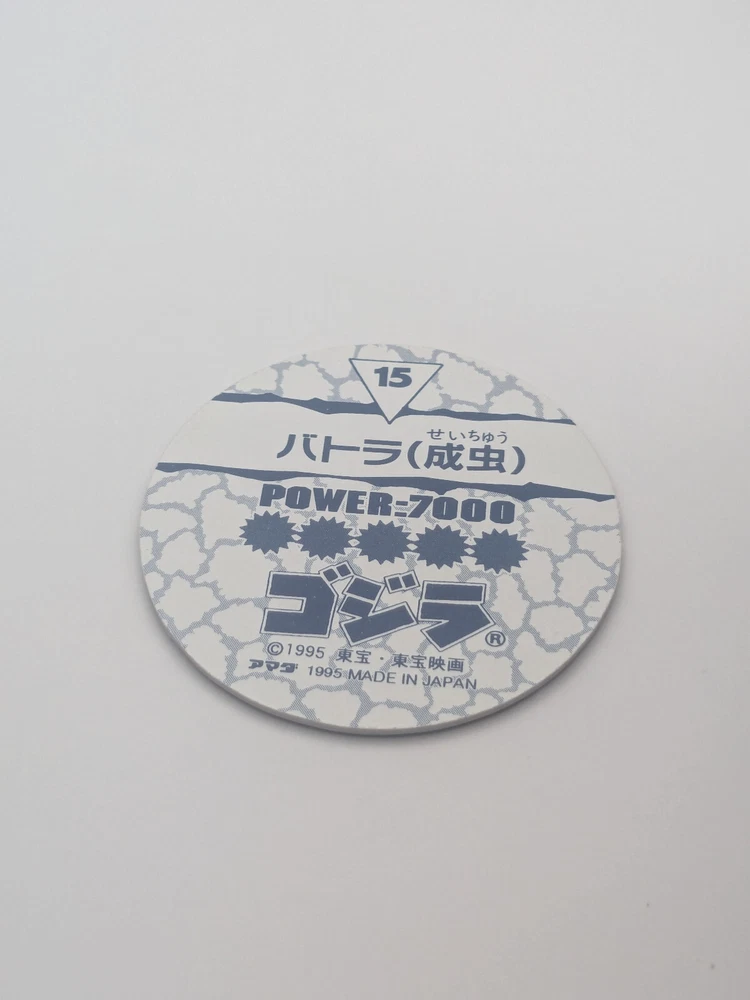 15
せいちゅう
バトラ(成虫)
POWER=7000
ゴジラ®
©1995 東宝・東宝映画
アマダ 1995 MADE IN JAPAN